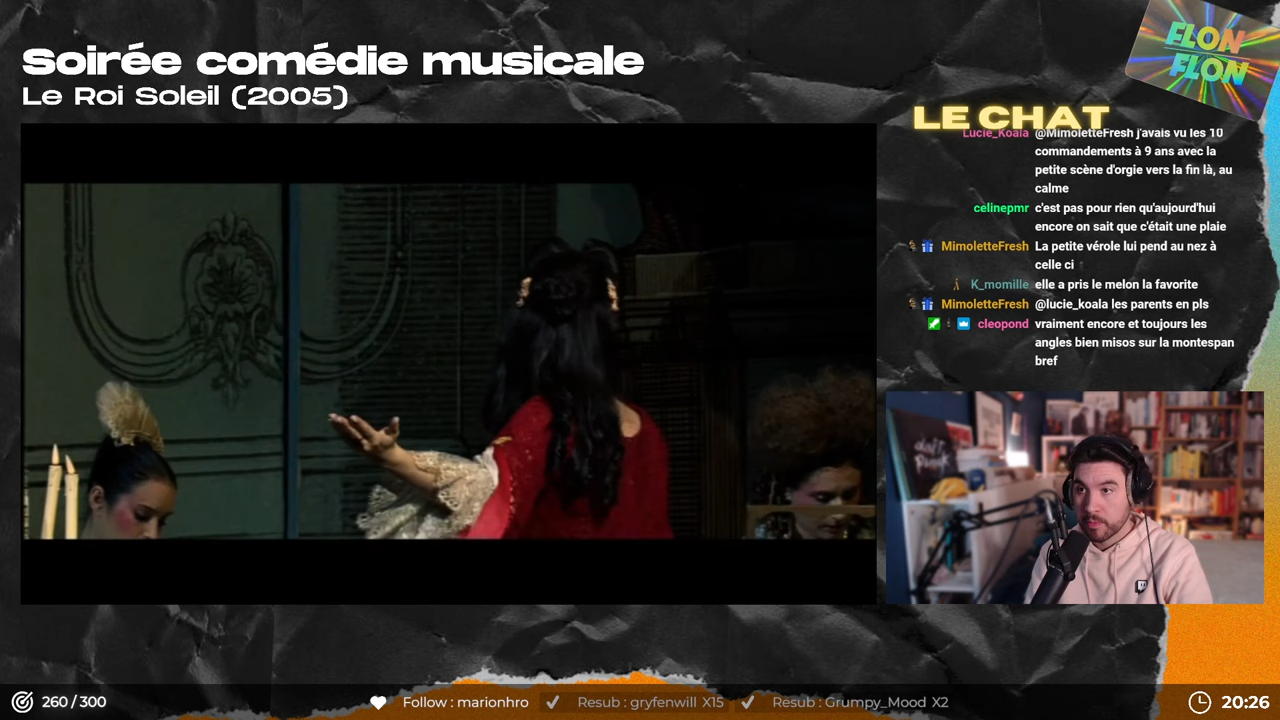 Soirée comédie musicale
Le Roi Soleil (2005)
ELON
FLON
LE CHAT
Lucie_Koala @MimoletteFresh j'avais vu les 10
commandements à 9 ans avec la
petite scène d'orgie vers la fin là, au
calme
celinepmr c'est pas pour rien qu'aujourd'hui
encore on sait que c'était une plaie
MimoletteFresh La petite vérole lui pend au nez à
celle ci
K_momille elle a pris le melon la favorite
MimoletteFresh @lucie_koala les parents en pls
cleopond vraiment encore et toujours les
angles bien misos sur la montespan
bref
daft
punk
260 / 300
Follow : marionhro
Resub : gryfenwill X15
Resub : Grumpy_Mood X2
20:26